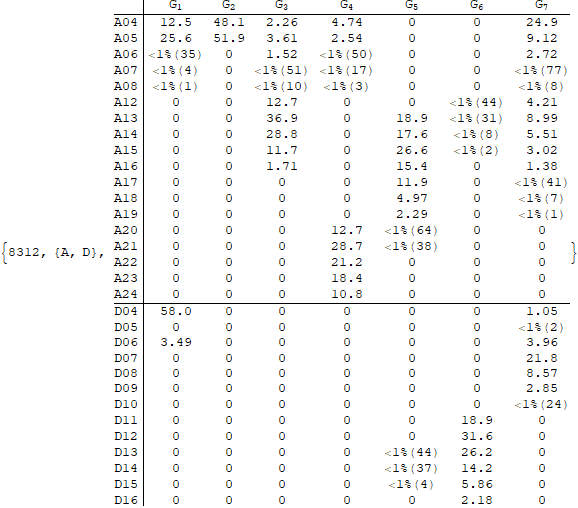 G₁ G₂ G₃ G₄ G₅ G₆ G₇
A04 12.5 48.1 2.26 4.74 0 0 24.9
A05 25.6 51.9 3.61 2.54 0 0 9.12
A06 <1%(35) 0 1.52 <1%(50) 0 0 2.72
A07 <1%(4) 0 <1%(51) <1%(17) 0 0 <1%(77)
A08 <1%(1) 0 <1%(10) <1%(3) 0 0 <1%(8)
A12 0 0 12.7 0 0 <1%(44) 4.21
A13 0 0 36.9 0 18.9 <1%(31) 8.99
A14 0 0 28.8 0 17.6 <1%(8) 5.51
A15 0 0 11.7 0 26.6 <1%(2) 3.02
A16 0 0 1.71 0 15.4 0 1.38
A17 0 0 0 0 11.9 0 <1%(41)
A18 0 0 0 0 4.97 0 <1%(7)
A19 0 0 0 0 2.29 0 <1%(1)
A20 0 0 0 12.7 <1%(64) 0 0
A21 0 0 0 28.7 <1%(38) 0 0
{8312, {A, D}, A22 0 0 0 21.2 0 0 0 }
A23 0 0 0 18.4 0 0 0
A24 0 0 0 10.8 0 0 0
D04 58.0 0 0 0 0 0 1.05
D05 0 0 0 0 0 0 <1%(2)
D06 3.49 0 0 0 0 0 3.96
D07 0 0 0 0 0 0 21.8
D08 0 0 0 0 0 0 8.57
D09 0 0 0 0 0 0 2.85
D10 0 0 0 0 0 0 <1%(24)
D11 0 0 0 0 0 18.9 0
D12 0 0 0 0 0 31.6 0
D13 0 0 0 0 <1%(44) 26.2 0
D14 0 0 0 0 <1%(37) 14.2 0
D15 0 0 0 0 <1%(4) 5.86 0
D16 0 0 0 0 0 2.18 0